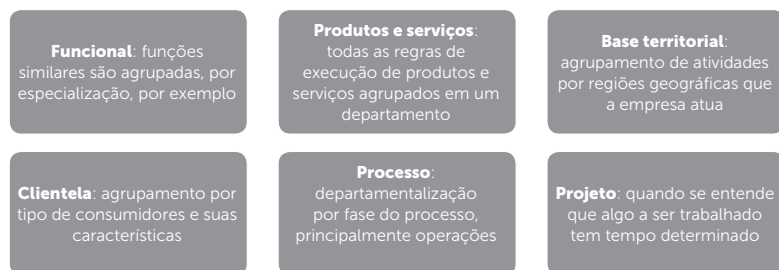 Funcional: funções
similares são agrupadas, por
especialização, por exemplo
Produtos e serviços:
todas as regras de
execução de produtos e
serviços agrupados em um
departamento
Base territorial:
agrupamento de atividades
por regiões geográficas que
a empresa atua
Clientela: agrupamento por
tipo de consumidores e suas
características
Processo:
departamentalização
por fase do processo,
principalmente operações
Projeto: quando se entende
que algo a ser trabalhado
tem tempo determinado